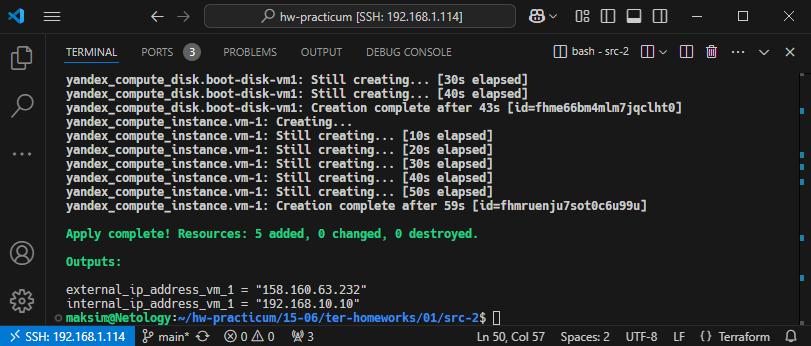 hw-practicum [SSH: 192.168.1.114]
TERMINAL PORTS 3 PROBLEMS OUTPUT DEBUG CONSOLE bash - src-2
yandex_compute_disk.boot-disk-vm1: Still creating... [30s elapsed]
yandex_compute_disk.boot-disk-vm1: Still creating... [40s elapsed]
yandex_compute_disk.boot-disk-vm1: Creation complete after 43s [id=fhme66bm4mlm7jqclht0]
yandex_compute_instance.vm-1: Creating...
yandex_compute_instance.vm-1: Still creating... [10s elapsed]
yandex_compute_instance.vm-1: Still creating... [20s elapsed]
yandex_compute_instance.vm-1: Still creating... [30s elapsed]
yandex_compute_instance.vm-1: Still creating... [40s elapsed]
yandex_compute_instance.vm-1: Still creating... [50s elapsed]
yandex_compute_instance.vm-1: Creation complete after 59s [id=fhmruenju7sot0c6u99u]
Apply complete! Resources: 5 added, 0 changed, 0 destroyed.
Outputs:
external_ip_address_vm_1 = "158.160.63.232"
internal_ip_address_vm_1 = "192.168.10.10"
maksim@Netology:~/hw-practicum/15-06/ter-homeworks/01/src-2$
SSH: 192.168.1.114 main* 0 0 3 Ln 50, Col 57 Spaces: 2 UTF-8 LF {} Terraform